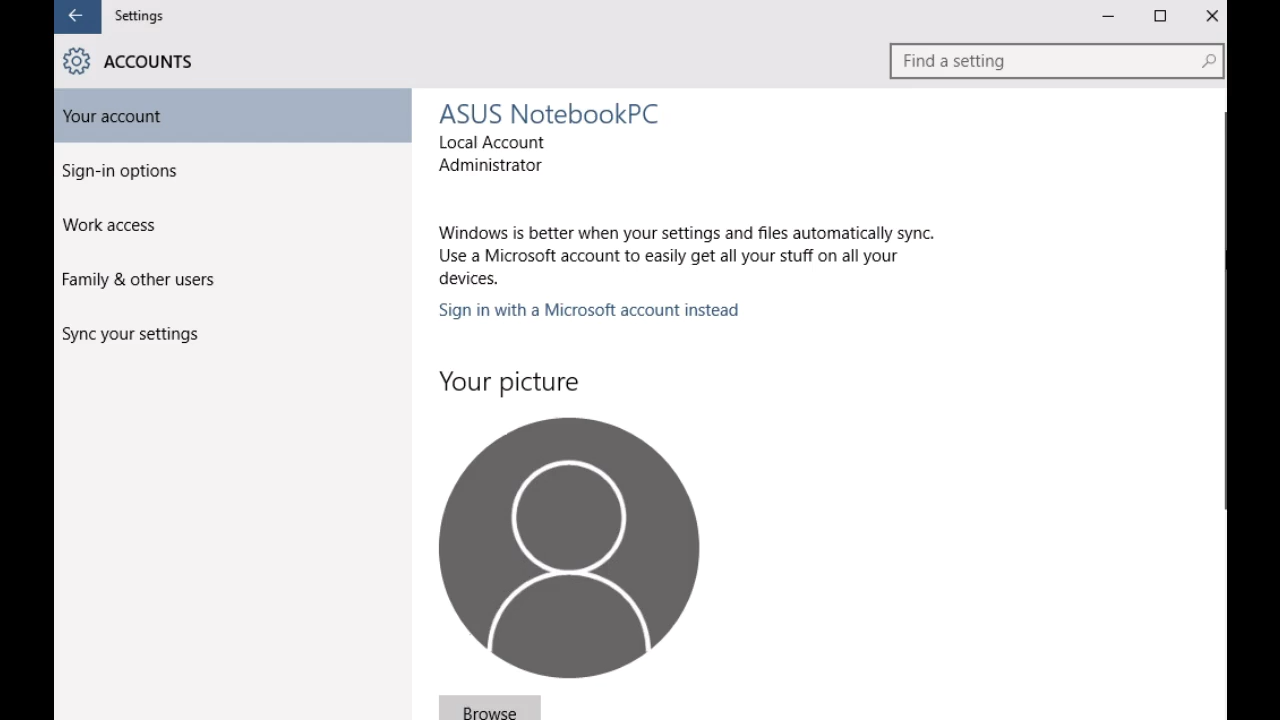 Settings
ACCOUNTS
Find a setting
Your account
Sign-in options
Work access
Family & other users
Sync your settings
ASUS NotebookPC
Local Account
Administrator
Windows is better when your settings and files automatically sync.
Use a Microsoft account to easily get all your stuff on all your
devices.
Sign in with a Microsoft account instead
Your picture
Browse